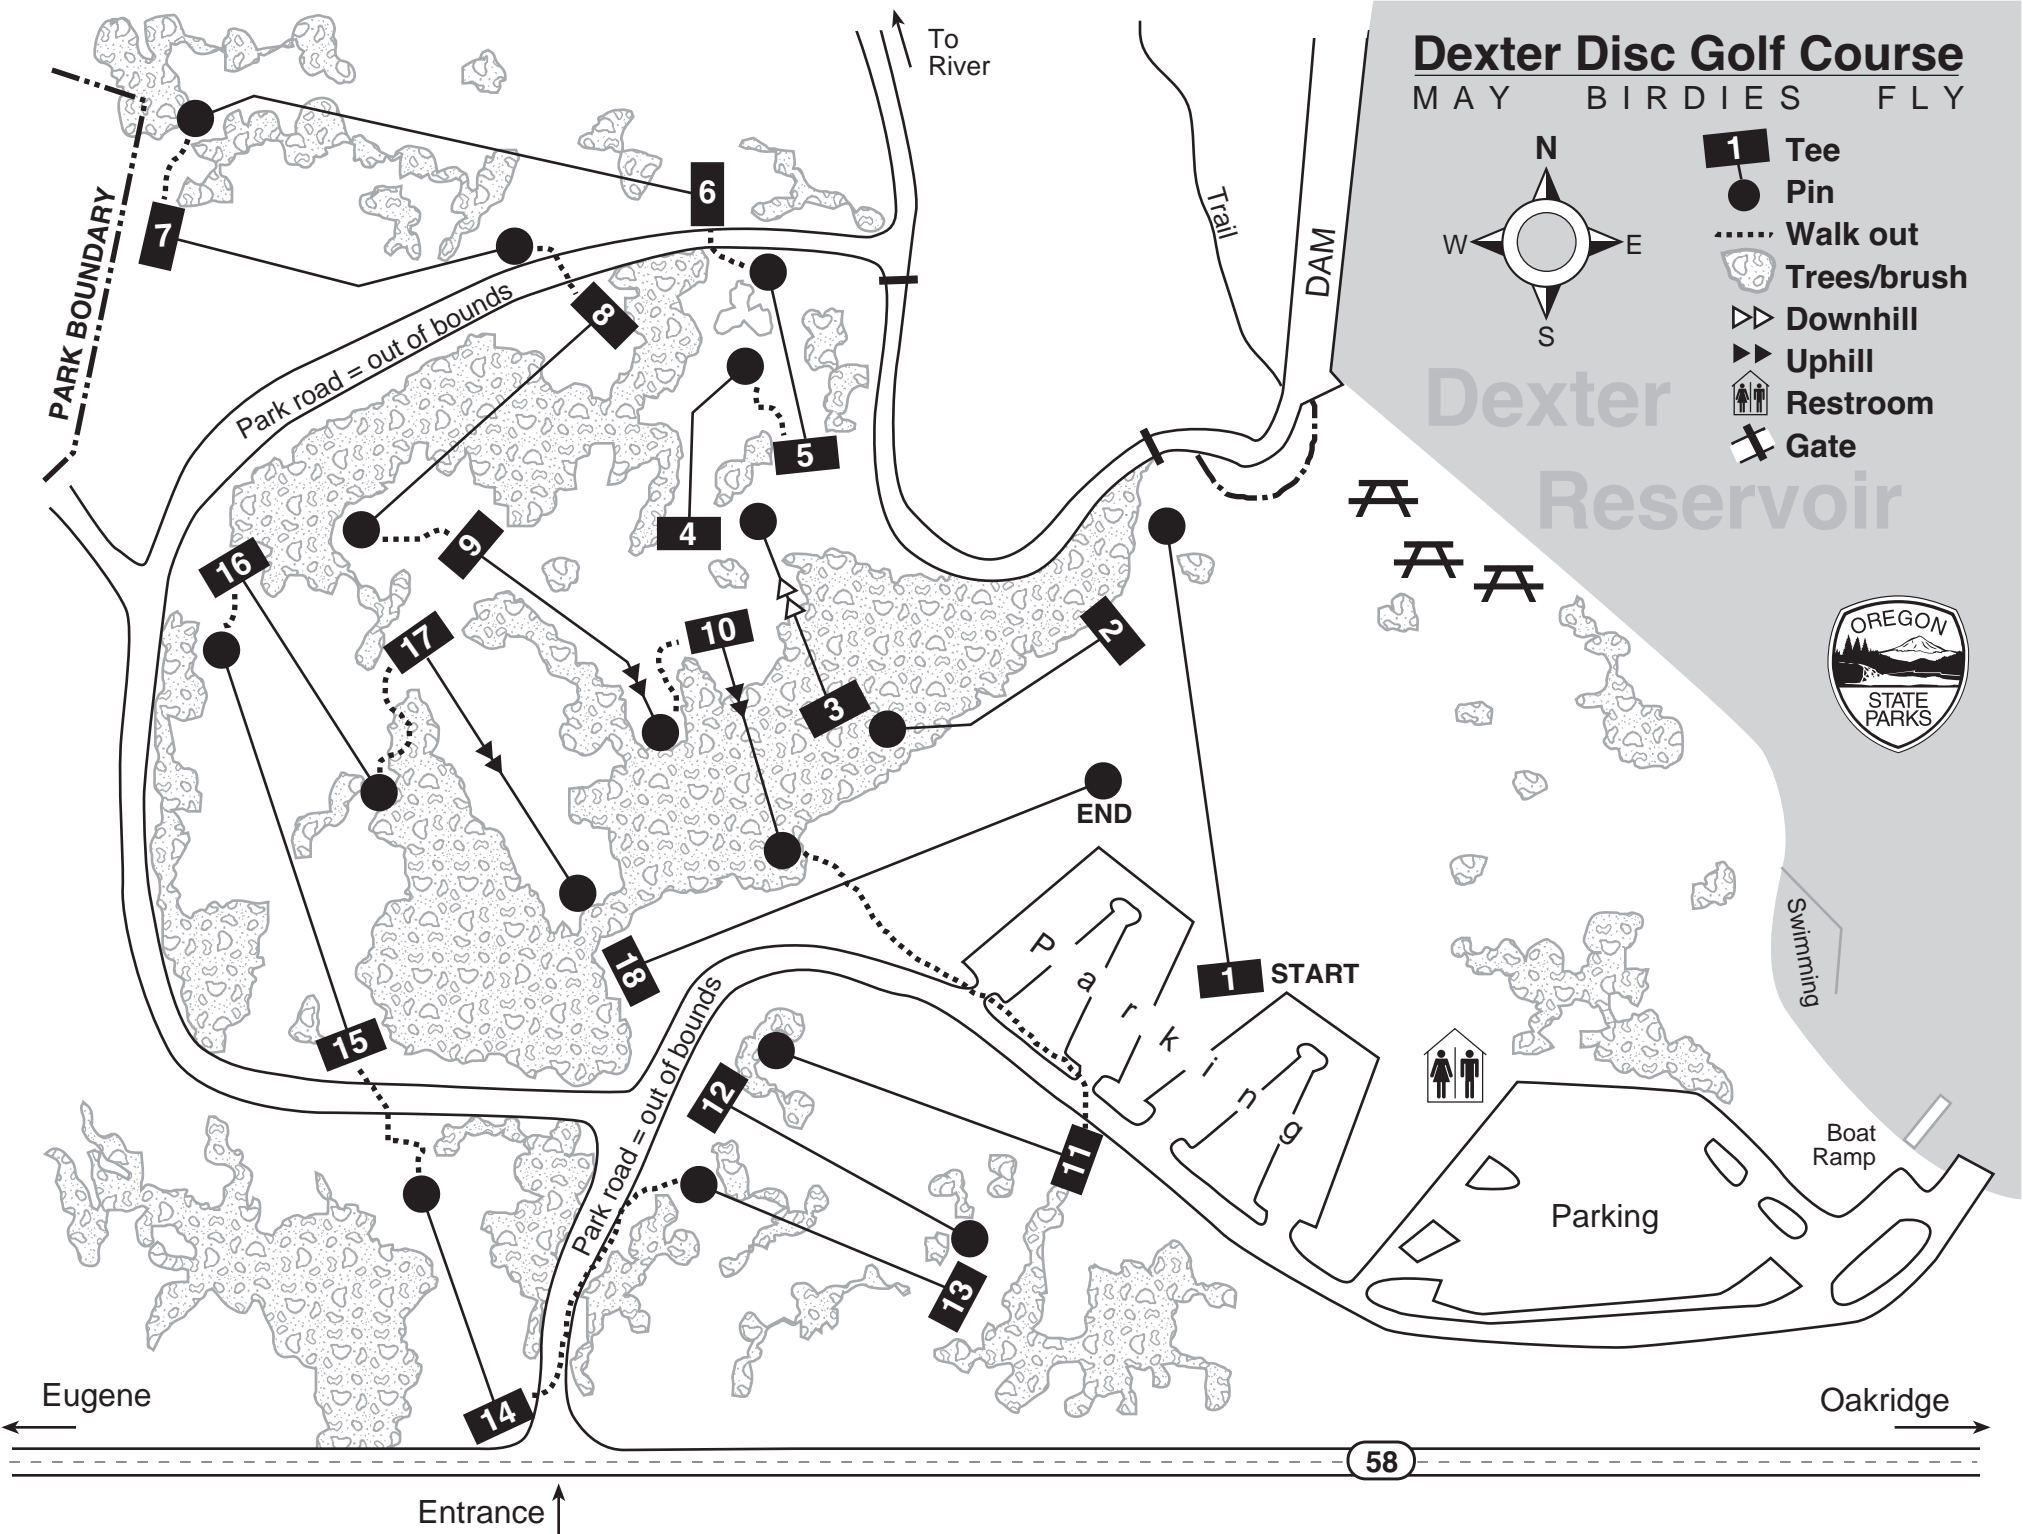 Dexter Disc Golf Course
MAY BIRDIES FLY
N
W
E
S
1
Tee
Pin
Walk out
Trees/brush
Downhill
Uphill
Restroom
Gate
Dexter
Reservoir
To
River
Trail
DAM
PARK BOUNDARY
Park road = out of bounds
6
7
8
5
4
9
16
17
10
2
3
END
18
1
START
Parking
15
12
11
13
14
Park road = out of bounds
OREGON
STATE
PARKS
Swimming
Boat
Ramp
Parking
Eugene
Oakridge
58
Entrance